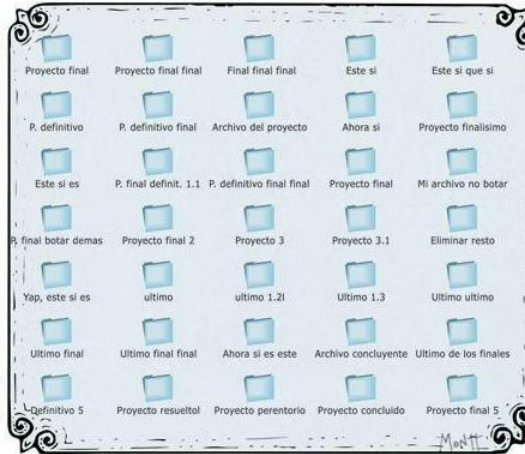 Proyecto final
Proyecto final final
Final final final
Este si
Este si que si
P. definitivo
P. definitivo final
Archivo del proyecto
Ahora si
Proyecto finalisimo
Este si es
P. final definit. 1.1
P. definitivo final final
Proyecto final
Mi archivo no botar
P. final botar demas
Proyecto final 2
Proyecto 3
Proyecto 3.1
Eliminar resto
Yap, este si es
ultimo
ultimo 1.2l
Ultimo 1.3
Ultimo ultimo
Ultimo final
Ultimo final final
Ahora si es este
Archivo concluyente
Ultimo de los finales
Definitivo 5
Proyecto resueltol
Proyecto perentorio
Proyecto concluido
Proyecto final 5
MONTT